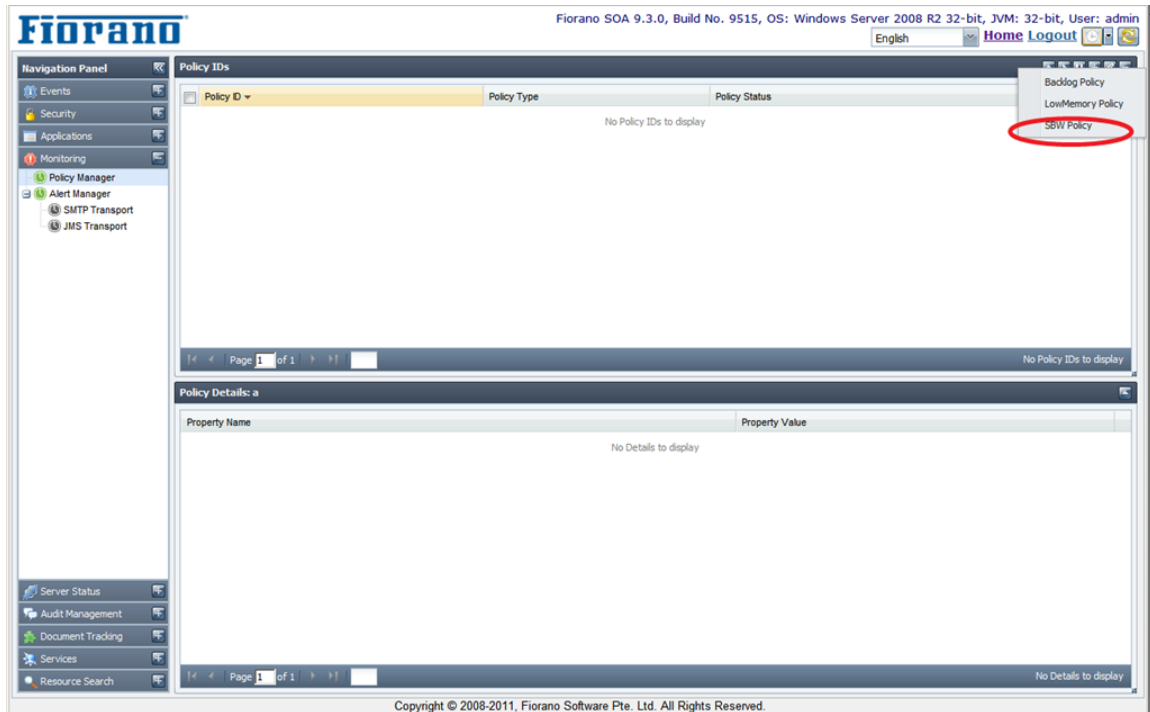 Fiorano
Fiorano SOA 9.3.0, Build No. 9515, OS: Windows Server 2008 R2 32-bit, JVM: 32-bit, User: admin
English Home Logout
Navigation Panel
Events
Security
Applications
Monitoring
Policy Manager
Alert Manager
SMTP Transport
JMS Transport
Server Status
Audit Management
Document Tracking
Services
Resource Search
Policy IDs
Backlog Policy
LowMemory Policy
SBW Policy
Policy ID Policy Type Policy Status
No Policy IDs to display
Page 1 of 1 No Policy IDs to display
Policy Details: a
Property Name Property Value
No Details to display
Page 1 of 1 No Details to display
Copyright © 2008-2011, Fiorano Software Pte. Ltd. All Rights Reserved.